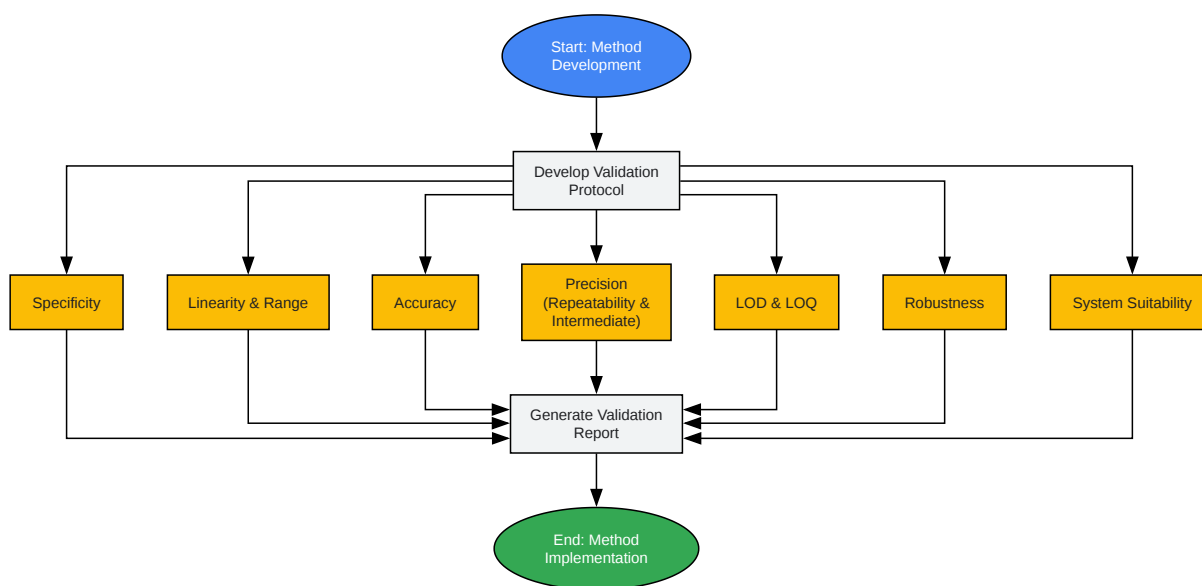 Start: Method
Development
Develop Validation
Protocol
Specificity
Linearity & Range
Accuracy
Precision
(Repeatability &
Intermediate)
LOD & LOQ
Robustness
System Suitability
Generate Validation
Report
End: Method
Implementation